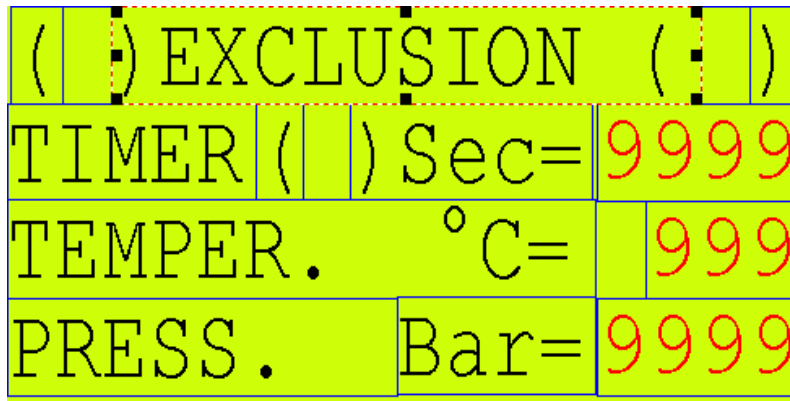 ( )EXCLUSION ( )
TIMER( )Sec=9999
TEMPER. °C= 999
PRESS. Bar=9999